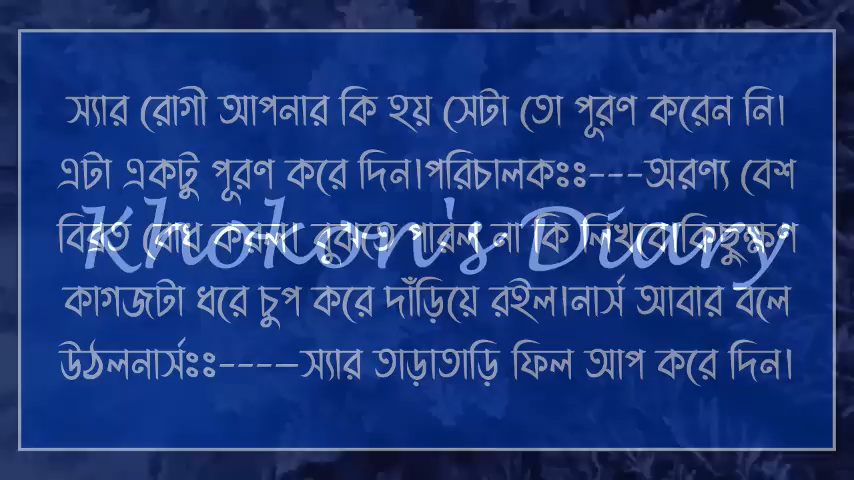 স্যার রোগী আপনার কি হয় সেটা তো পূরণ করেন নি।
এটা একটু পূরণ করে দিন।পরিচালকঃঃ---অরণ্য বেশ
বিব্রত বোধ করল। বুঝতে পারল না কি লিখবে কিছুক্ষণ
Khokon's Diary
কাগজটা ধরে চুপ করে দাঁড়িয়ে রইল।নার্স আবার বলে
উঠলনার্সঃঃ-----স্যার তাড়াতাড়ি ফিল আপ করে দিন।